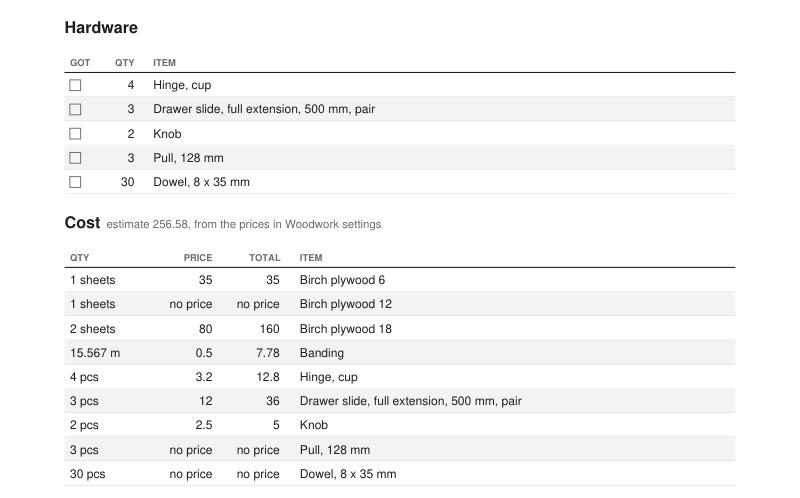 Hardware
GOT QTY ITEM
4 Hinge, cup
3 Drawer slide, full extension, 500 mm, pair
2 Knob
3 Pull, 128 mm
30 Dowel, 8 x 35 mm
Cost estimate 256.58, from the prices in Woodwork settings
QTY PRICE TOTAL ITEM
1 sheets 35 35 Birch plywood 6
1 sheets no price no price Birch plywood 12
2 sheets 80 160 Birch plywood 18
15.567 m 0.5 7.78 Banding
4 pcs 3.2 12.8 Hinge, cup
3 pcs 12 36 Drawer slide, full extension, 500 mm, pair
2 pcs 2.5 5 Knob
3 pcs no price no price Pull, 128 mm
30 pcs no price no price Dowel, 8 x 35 mm